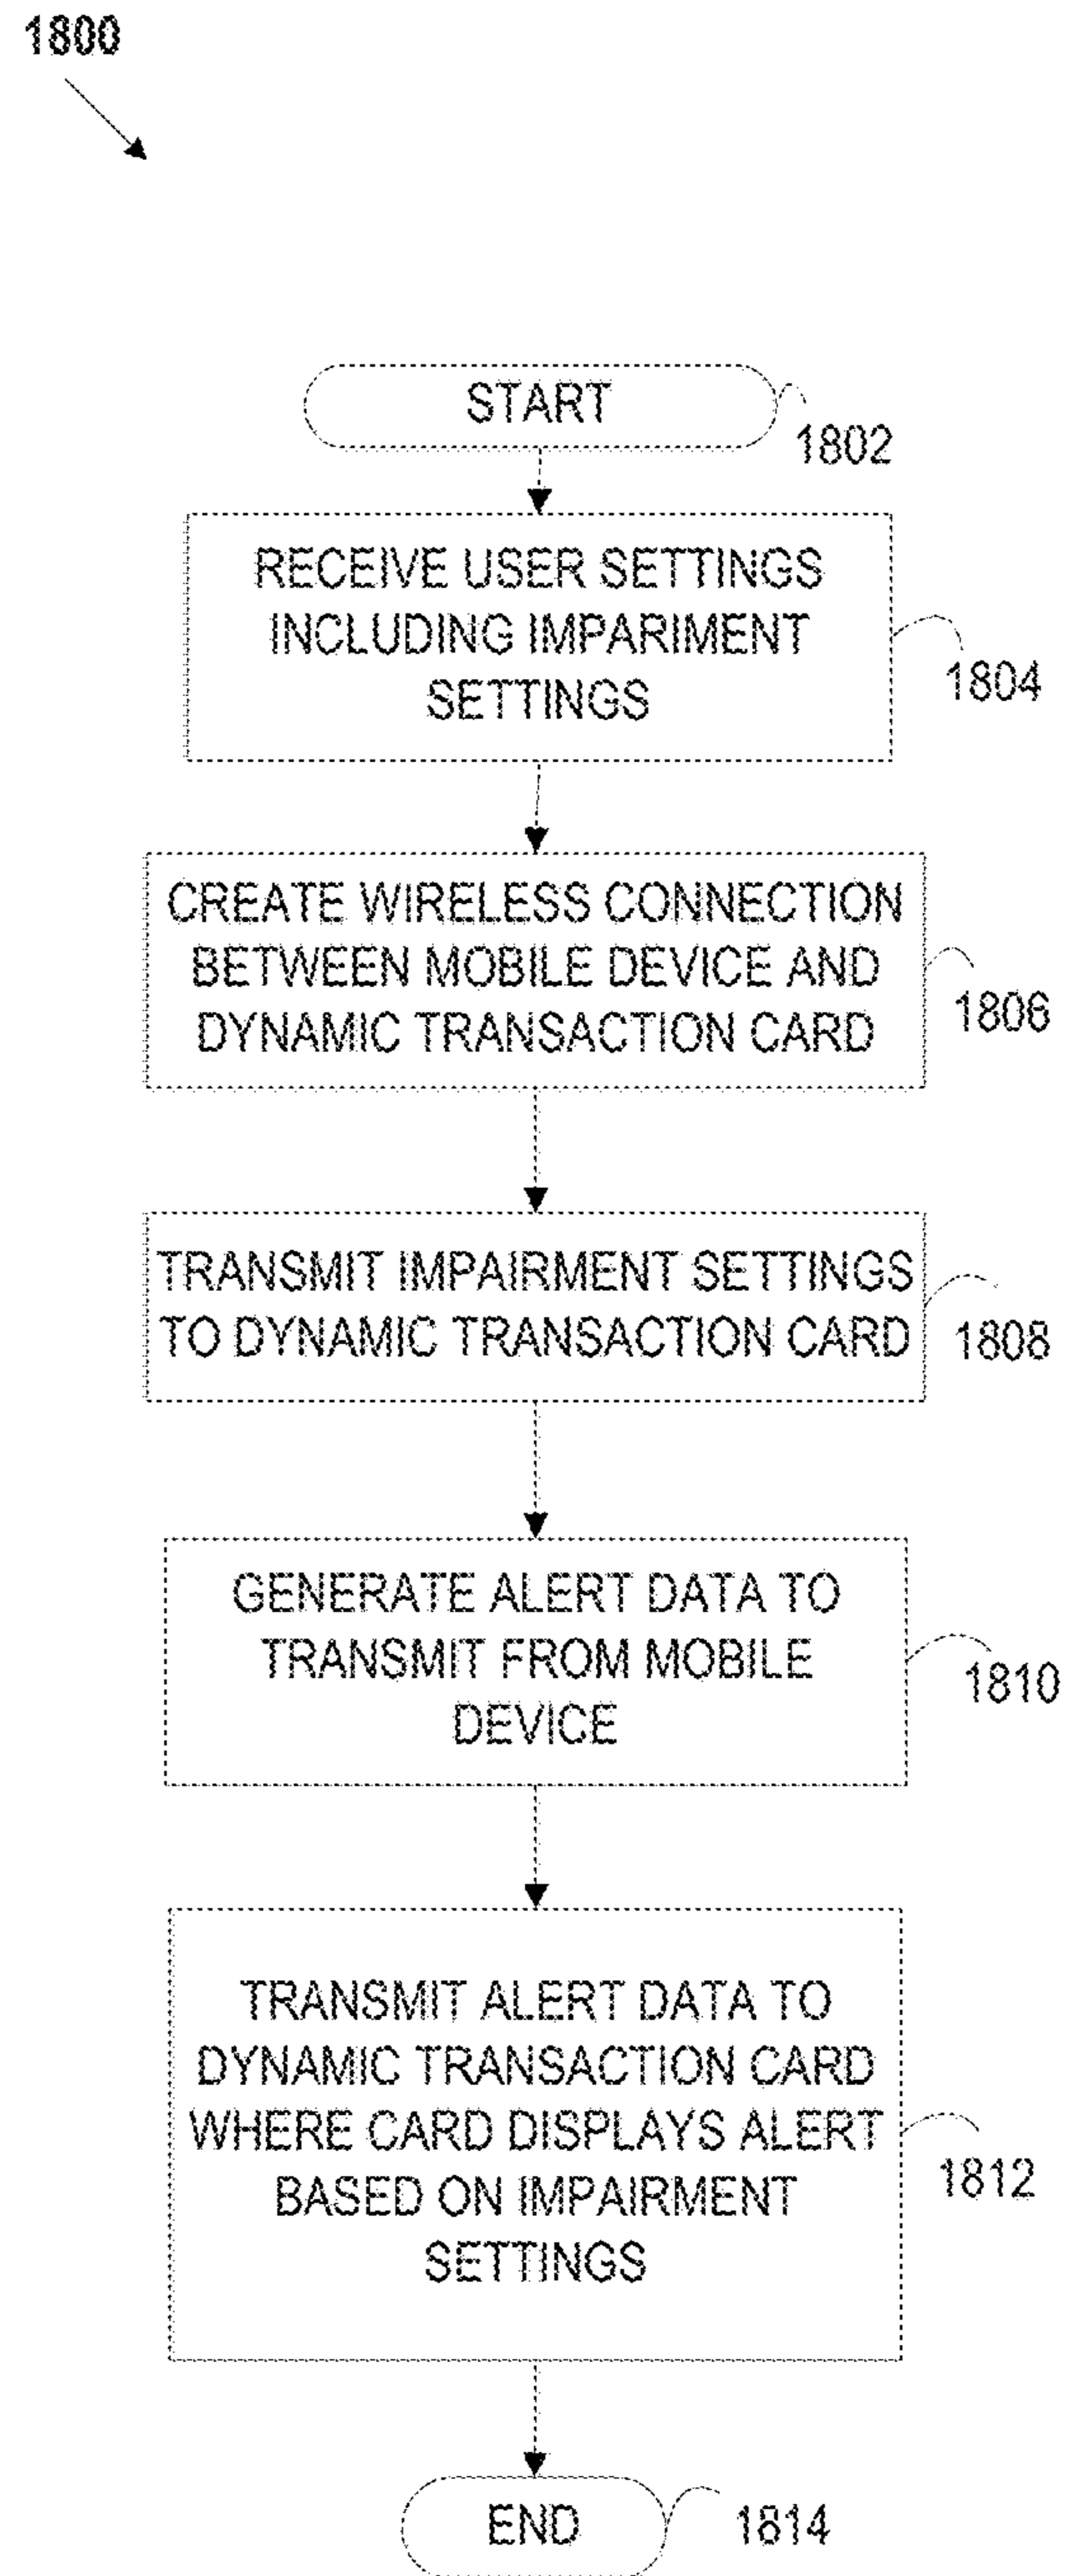 1800
START
1802
RECEIVE USER SETTINGS
INCLUDING IMPARIMENT
SETTINGS
1804
CREATE WIRELESS CONNECTION
BETWEEN MOBILE DEVICE AND
DYNAMIC TRANSACTION CARD
1806
TRANSMIT IMPAIRMENT SETTINGS
TO DYNAMIC TRANSACTION CARD
1808
GENERATE ALERT DATA TO
TRANSMIT FROM MOBILE
DEVICE
1810
TRANSMIT ALERT DATA TO
DYNAMIC TRANSACTION CARD
WHERE CARD DISPLAYS ALERT
BASED ON IMPAIRMENT
SETTINGS
1812
END
1814